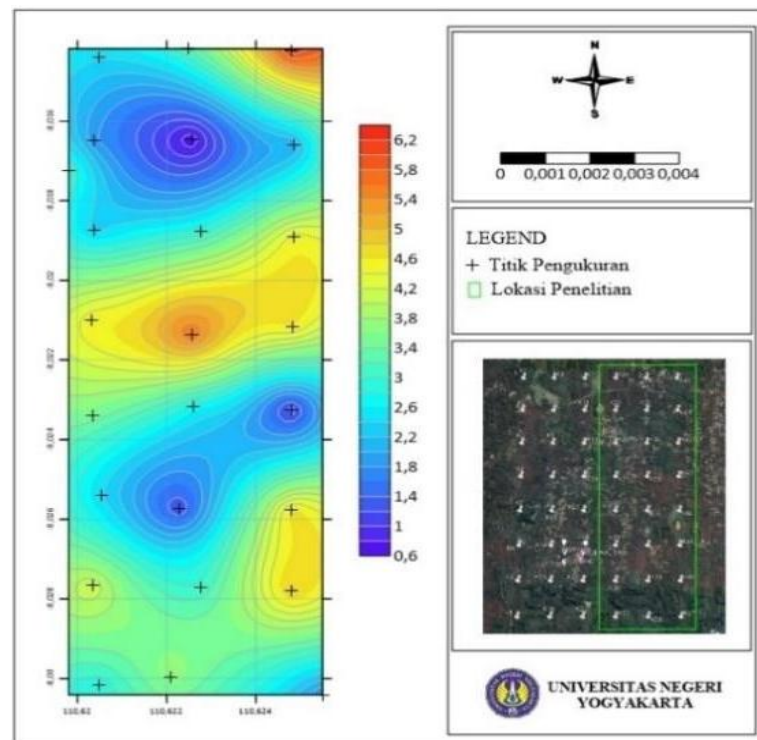 N
W E
S
0 0,001 0,002 0,003 0,004
6,2
5,8
5,4
5
4,6
4,2
3,8
3,4
3
2,6
2,2
1,8
1,4
1
0,6
LEGEND
+ Titik Pengukuran
Lokasi Penelitian
110,62 110,622 110,624
UNIVERSITAS NEGERI
YOGYAKARTA